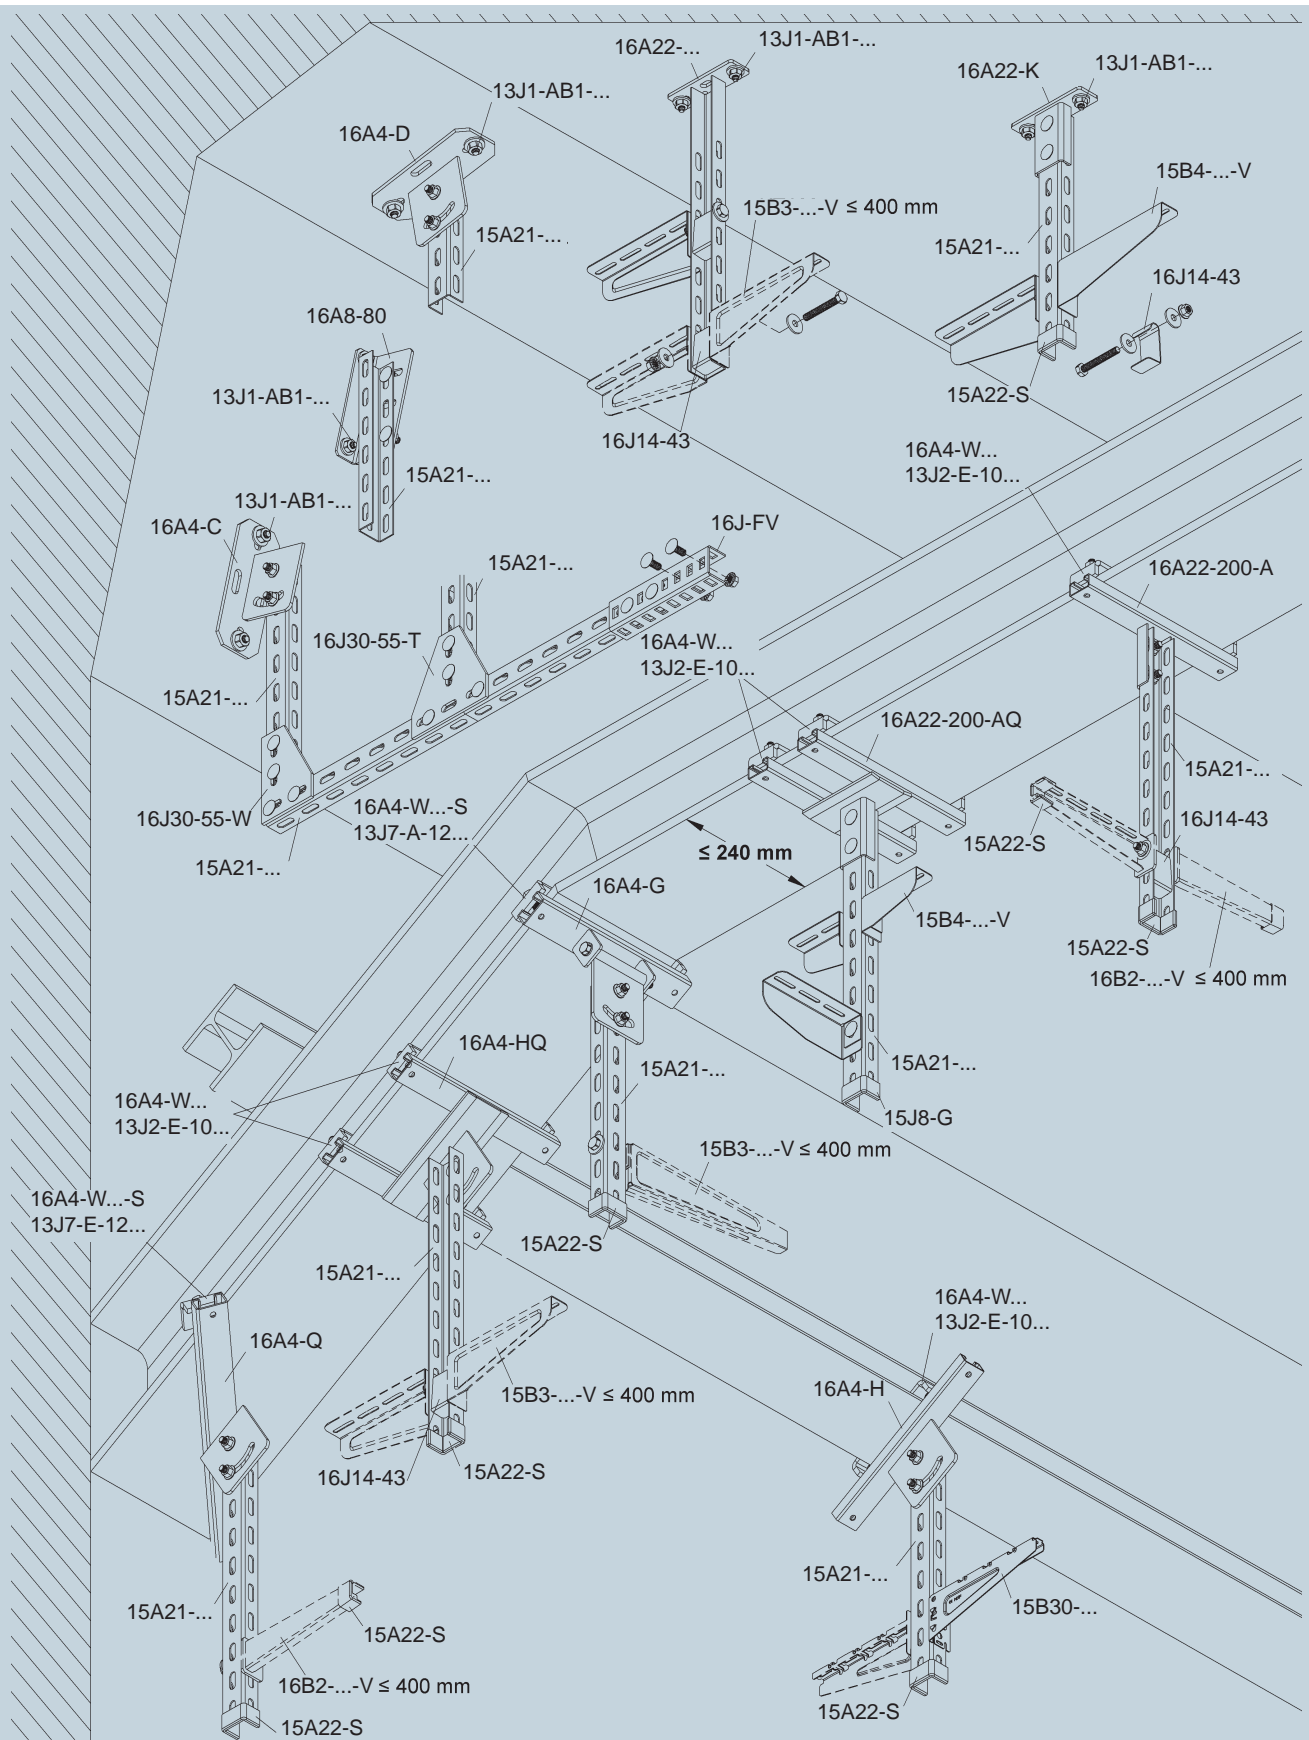 16A22-...
13J1-AB1-...
13J1-AB1-...
16A22-K
13J1-AB1-...
16A4-D
15B4-...-V
15B3-...-V ≤ 400 mm
15A21-...
15A21-...
16J14-43
16A8-80
13J1-AB1-...
15A22-S
16J14-43
16A4-W...
13J2-E-10...
15A21-...
13J1-AB1-...
16A4-C
16J-FV
15A21-...
16A22-200-A
16J30-55-T
16A4-W...
13J2-E-10...
15A21-...
16A22-200-AQ
15A21-...
16A4-W...-S
13J7-A-12...
16J30-55-W
16J14-43
15A22-S
≤ 240 mm
15A21-...
16A4-G
15B4-...-V
15A22-S
16B2-...-V ≤ 400 mm
16A4-HQ
15A21-...
15A21-...
16A4-W...
13J2-E-10...
15J8-G
15B3-...-V ≤ 400 mm
16A4-W...-S
13J7-E-12...
15A22-S
15A21-...
16A4-W...
13J2-E-10...
16A4-Q
16A4-H
15B3-...-V ≤ 400 mm
16J14-43
15A22-S
15A21-...
15B30-...
15A21-...
15A22-S
16B2-...-V ≤ 400 mm
15A22-S
15A22-S